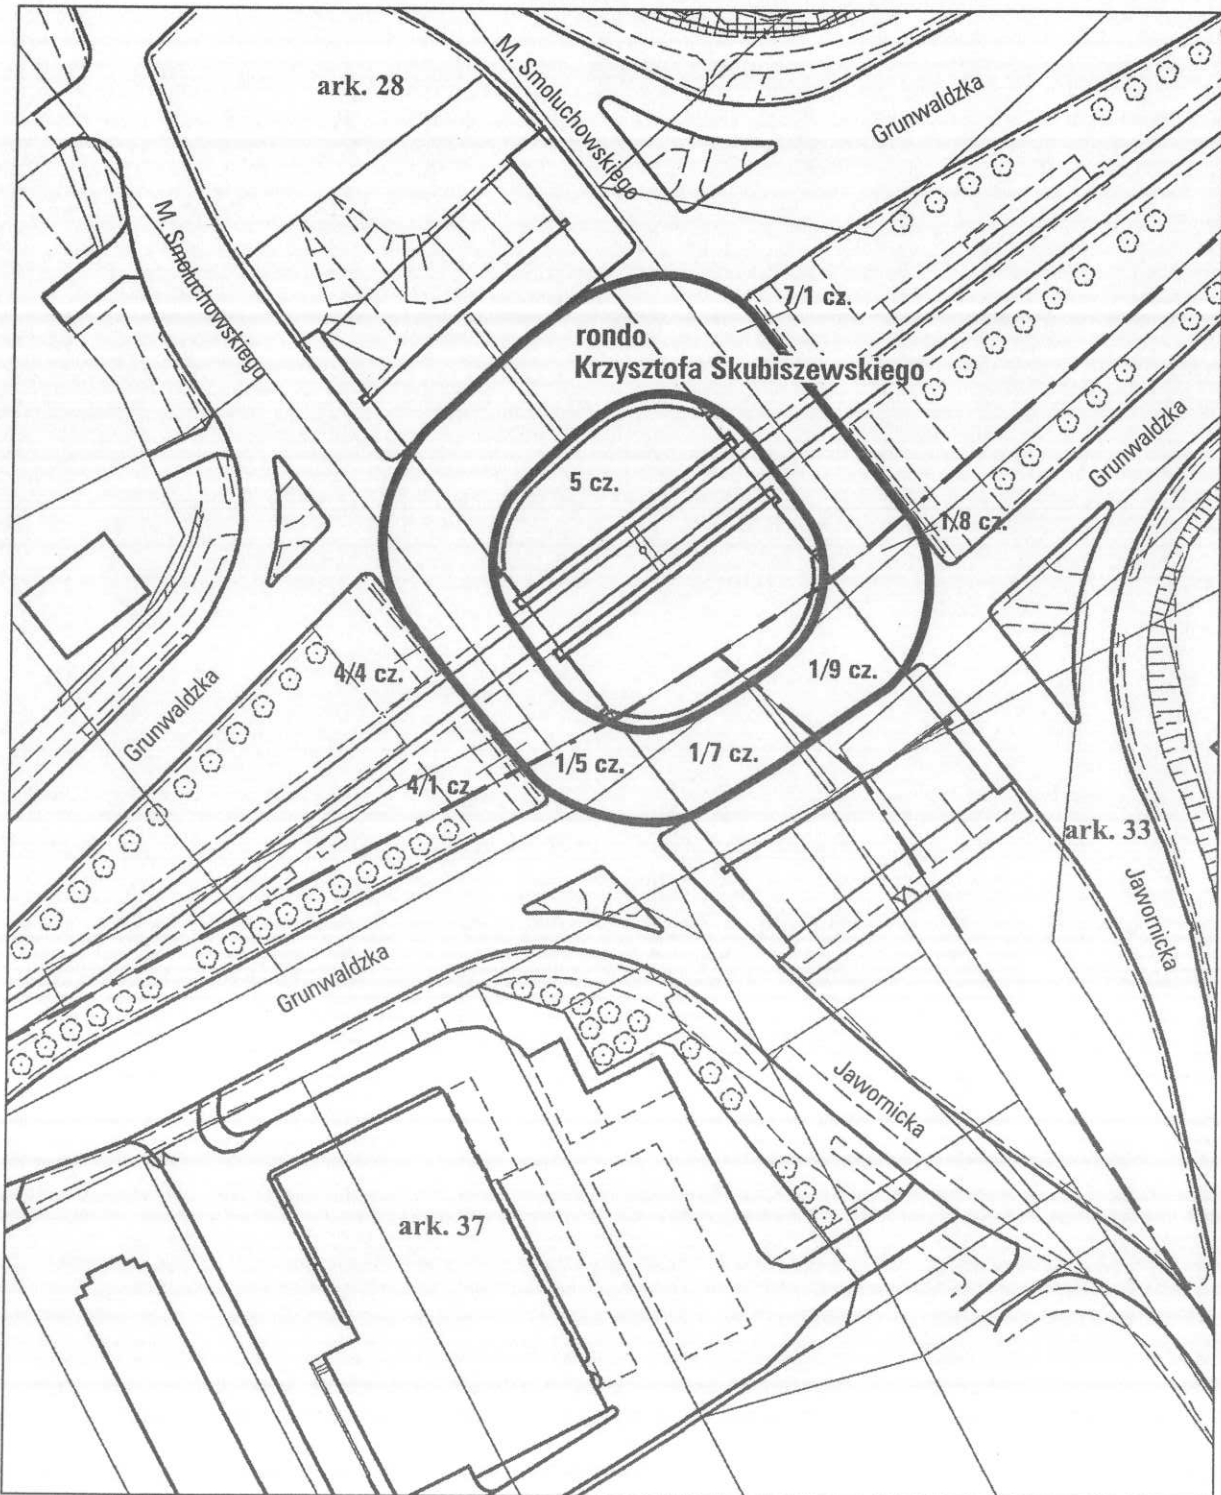 ark. 28
M. Smoluchowskiego
Grunwaldzka
M. Smoluchowskiego
7/1 cz.
rondo
Krzysztofa Skubiszewskiego
5 cz.
Grunwaldzka
1/8 cz.
4/4 cz.
1/9 cz.
Grunwaldzka
1/5 cz.
1/7 cz.
4/1 cz
ark. 33
Jawornicka
Grunwaldzka
Jawornicka
ark. 37